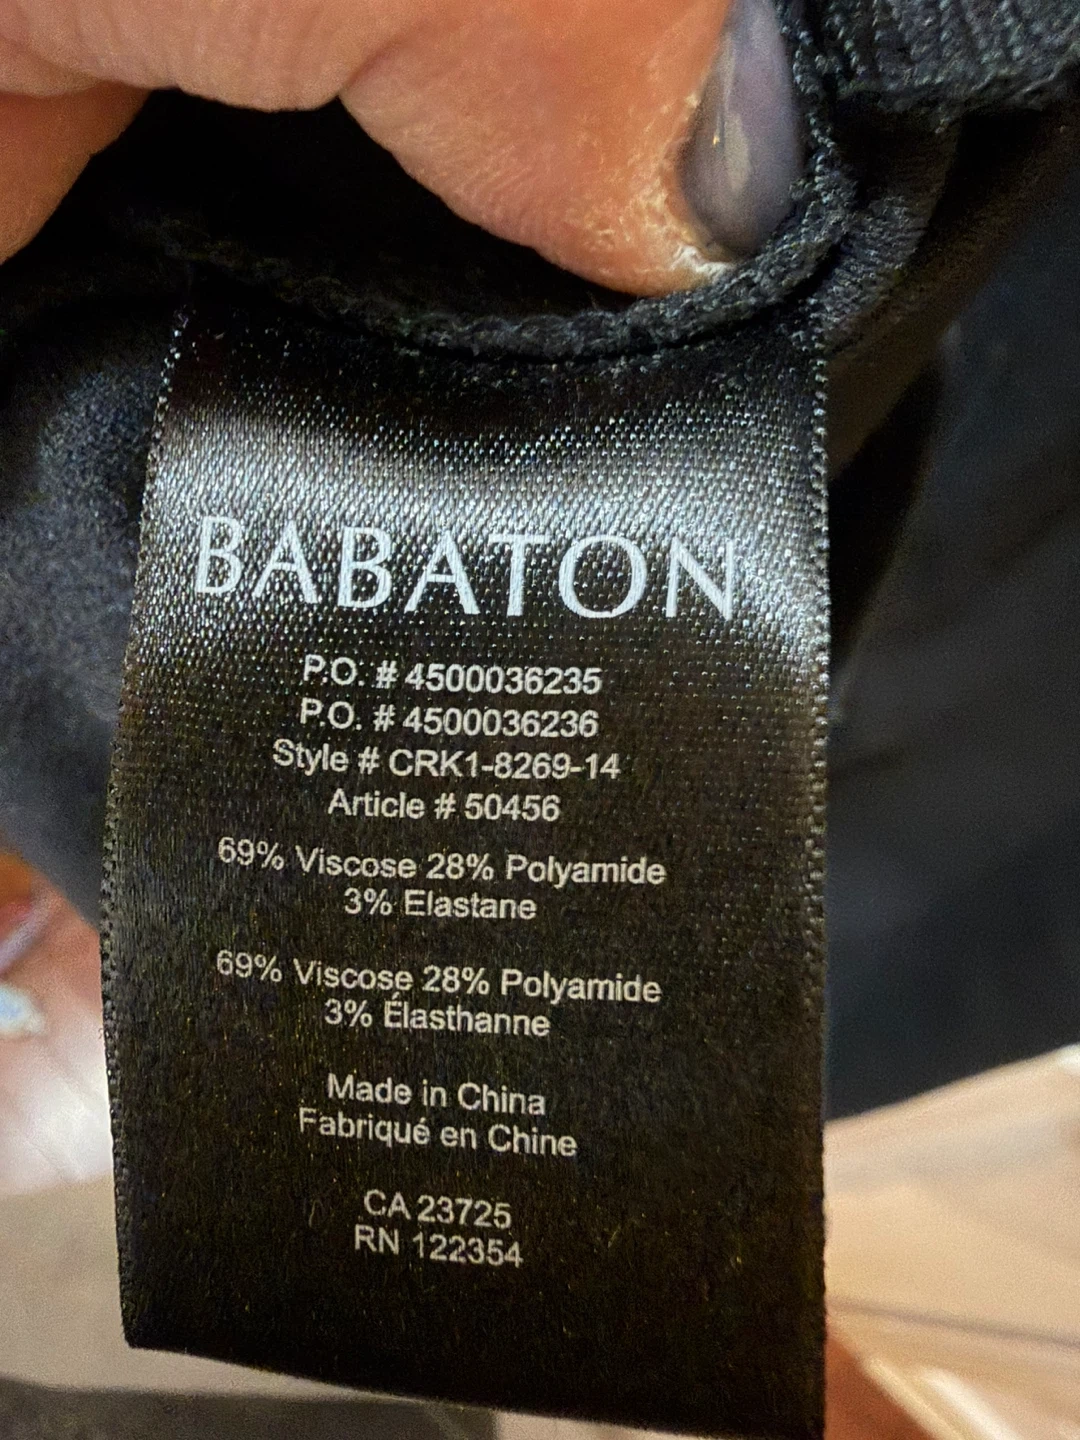 BABATON
P.O. # 4500036235
P.O. # 4500036236
Style # CRK1-8269-14
Article # 50456
69% Viscose 28% Polyamide
3% Elastane
69% Viscose 28% Polyamide
3% Élasthanne
Made in China
Fabriqué en Chine
CA 23725
RN 122354